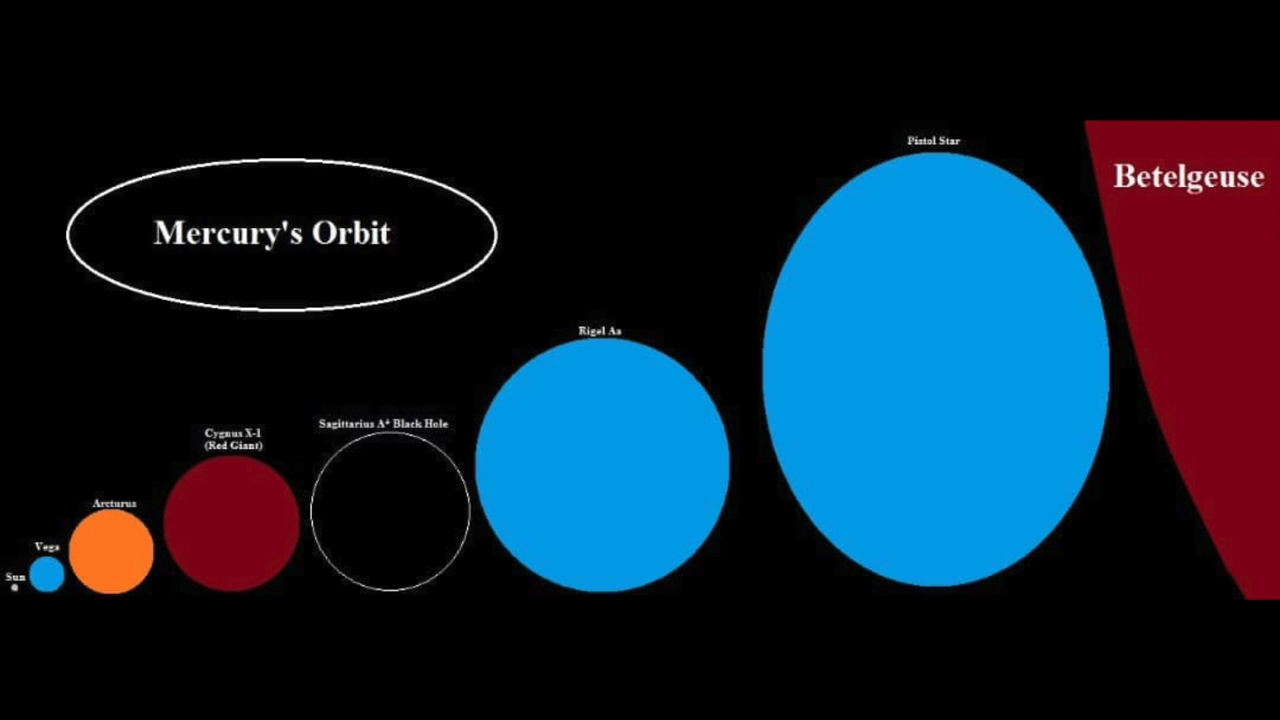 Pistol Star
Betelgeuse
Mercury's Orbit
Rigel Aa
Sagittarius A* Black Hole
Cygnus X-1
(Red Giant)
Arcturus
Vega
Sun